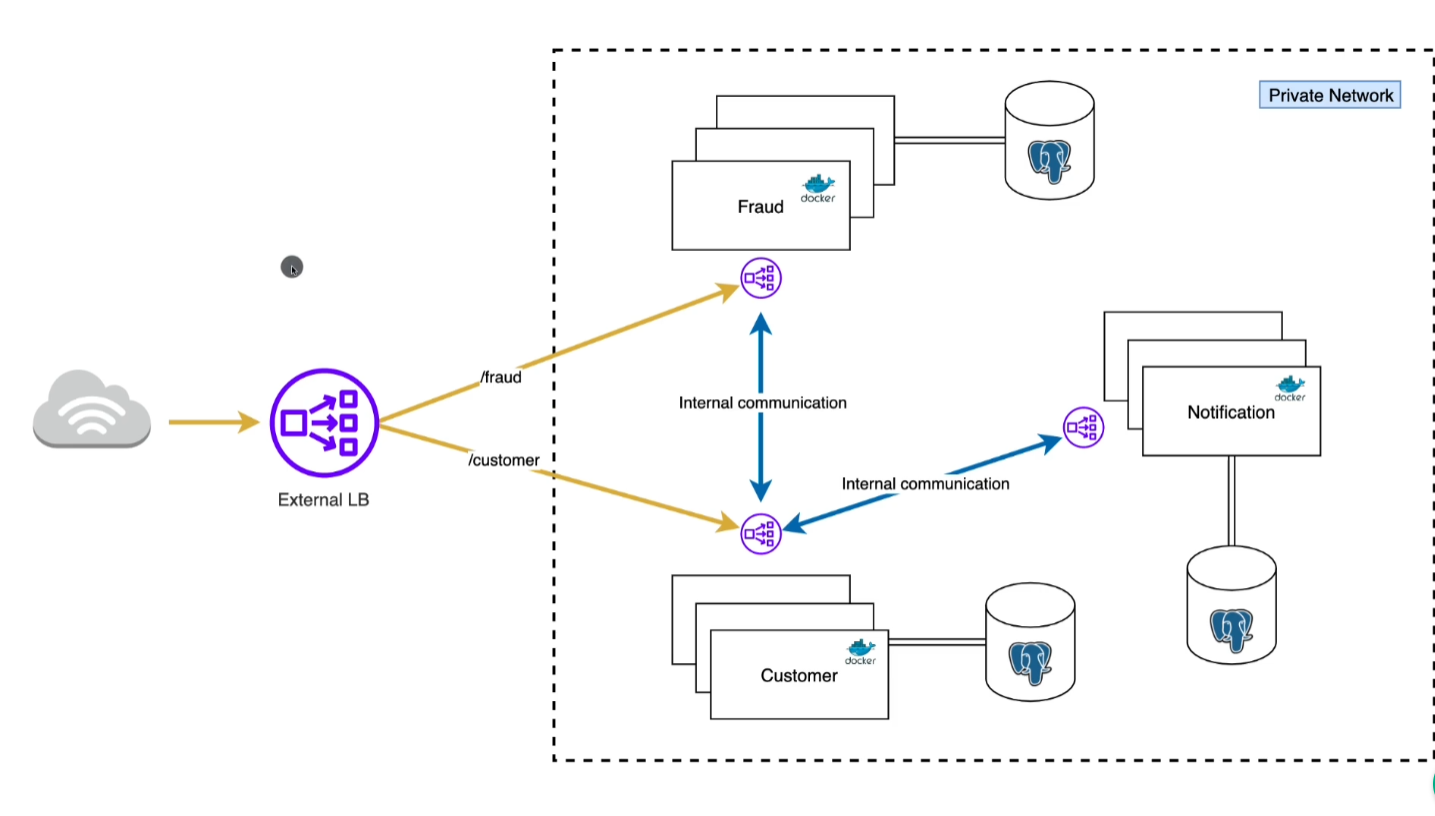 Private Network
docker
Fraud
/fraud
Internal communication
docker
Notification
/customer
Internal communication
External LB
docker
Customer